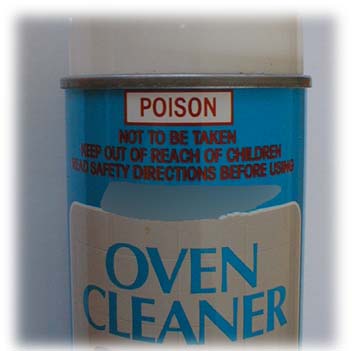 POISON
NOT TO BE TAKEN
KEEP OUT OF REACH OF CHILDREN
READ SAFETY DIRECTIONS BEFORE USING
OVEN
CLEANER